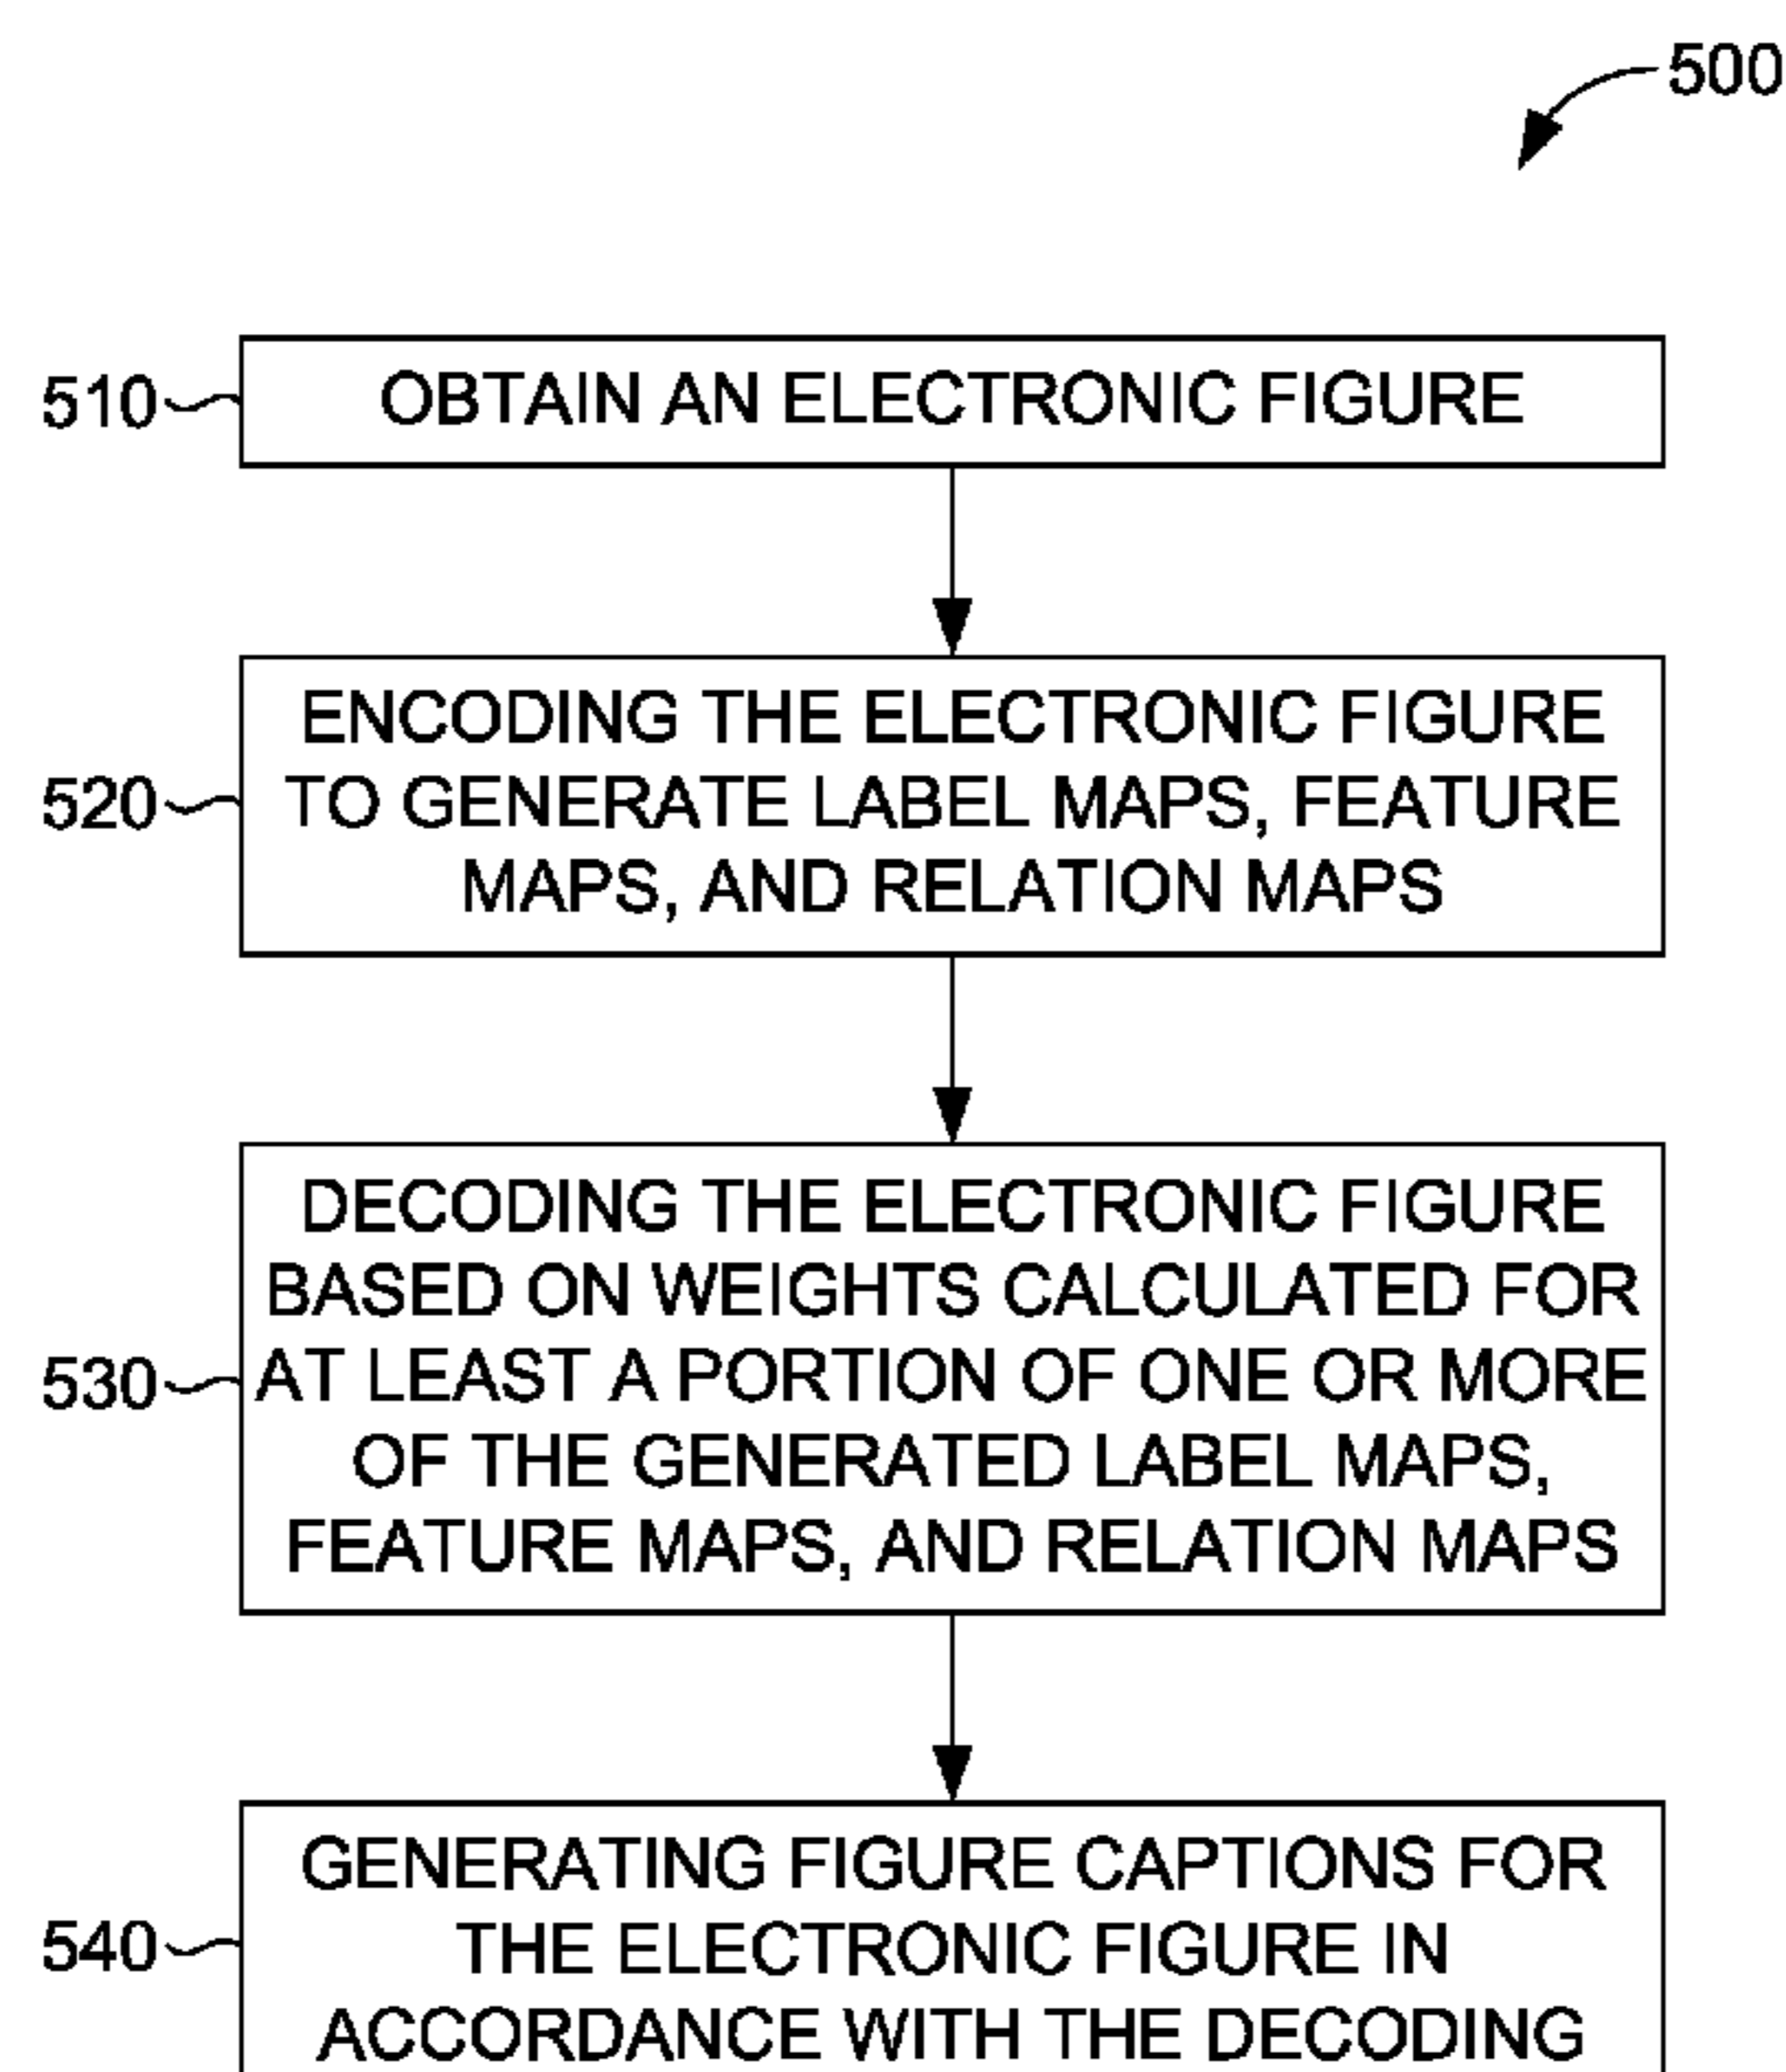 500
510
OBTAIN AN ELECTRONIC FIGURE
520
ENCODING THE ELECTRONIC FIGURE
TO GENERATE LABEL MAPS, FEATURE
MAPS, AND RELATION MAPS
530
DECODING THE ELECTRONIC FIGURE
BASED ON WEIGHTS CALCULATED FOR
AT LEAST A PORTION OF ONE OR MORE
OF THE GENERATED LABEL MAPS,
FEATURE MAPS, AND RELATION MAPS
540
GENERATING FIGURE CAPTIONS FOR
THE ELECTRONIC FIGURE IN
ACCORDANCE WITH THE DECODING